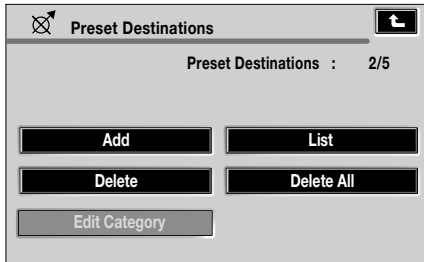 Preset Destinations
Preset Destinations : 2/5
Add List
Delete Delete All
Edit Category